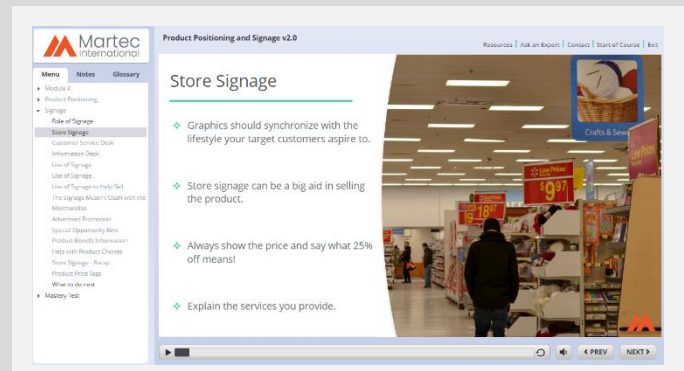 Martec
International
Product Positioning and Signage v2.0
Resources | Ask an Expert | Contact | Start of Course | Exit
Menu Notes Glossary
Module 4
Product Positioning
Signage
Role of Signage
Store Signage
Customer Service Desk
Information Desk
Use of Signage
Use of Signage
Use of Signage to Help Sell
The Signage Mustn't Clash with the
Merchandise
Advertised Promotion
Special Opportunity Bins
Product Benefit Information
Help with Product Choices
Store Signage - Recap
Product Price Tags
What to do next
Mastery Test
Store Signage
Graphics should synchronize with the
lifestyle your target customers aspire to.
Store signage can be a big aid in selling
the product.
Always show the price and say what 25%
off means!
Explain the services you provide.
Crafts & Sewing
Low Prices
Low Prices
$9.97
18.97
PREV
NEXT